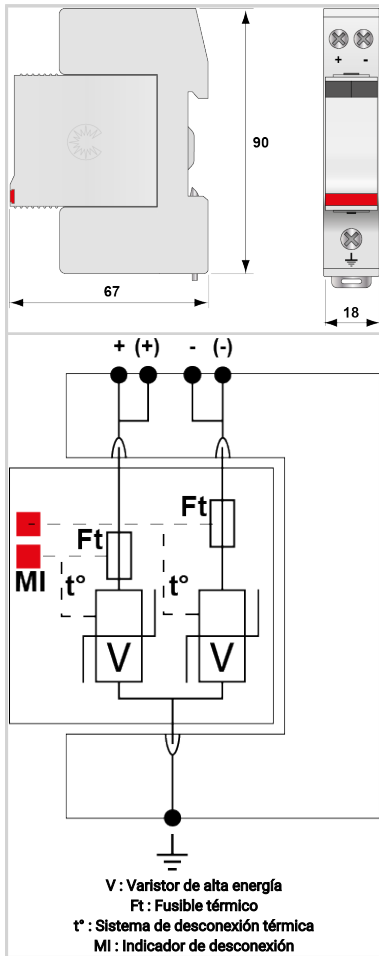 + -
90
67
18
+ (+) - (-)
Ft
Ft
MI t° t°
V V
V : Varistor de alta energía
Ft : Fusible térmico
t° : Sistema de desconexión térmica
MI : Indicador de desconexión